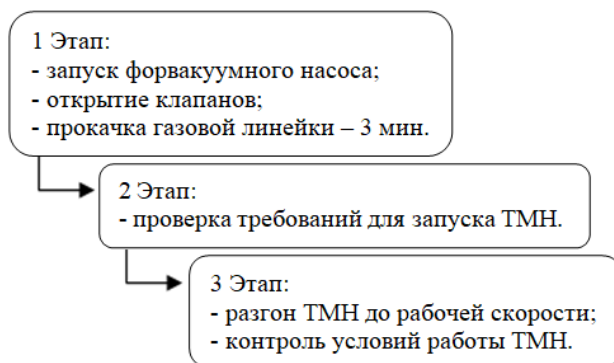 1 Этап:
- запуск форвакуумного насоса;
- открытие клапанов;
- прокачка газовой линейки – 3 мин.
2 Этап:
- проверка требований для запуска ТМН.
3 Этап:
- разгон ТМН до рабочей скорости;
- контроль условий работы ТМН.